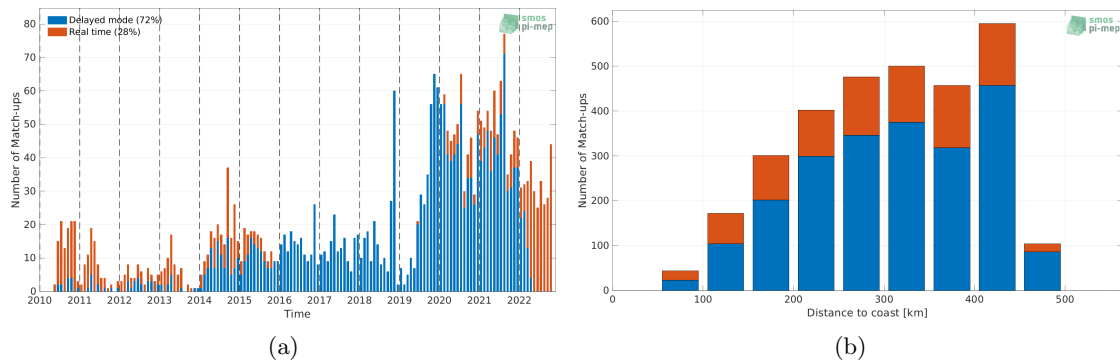 Delayed mode (72%)
Real time (28%)
smos
pi-mep
Number of Match-ups
80
70
60
50
40
30
20
10
0
2010 2011 2012 2013 2014 2015 2016 2017 2018 2019 2020 2021 2022
Time
(a)
smos
pi-mep
Number of Match-ups
600
500
400
300
200
100
0
0 100 200 300 400 500
Distance to coast [km]
(b)